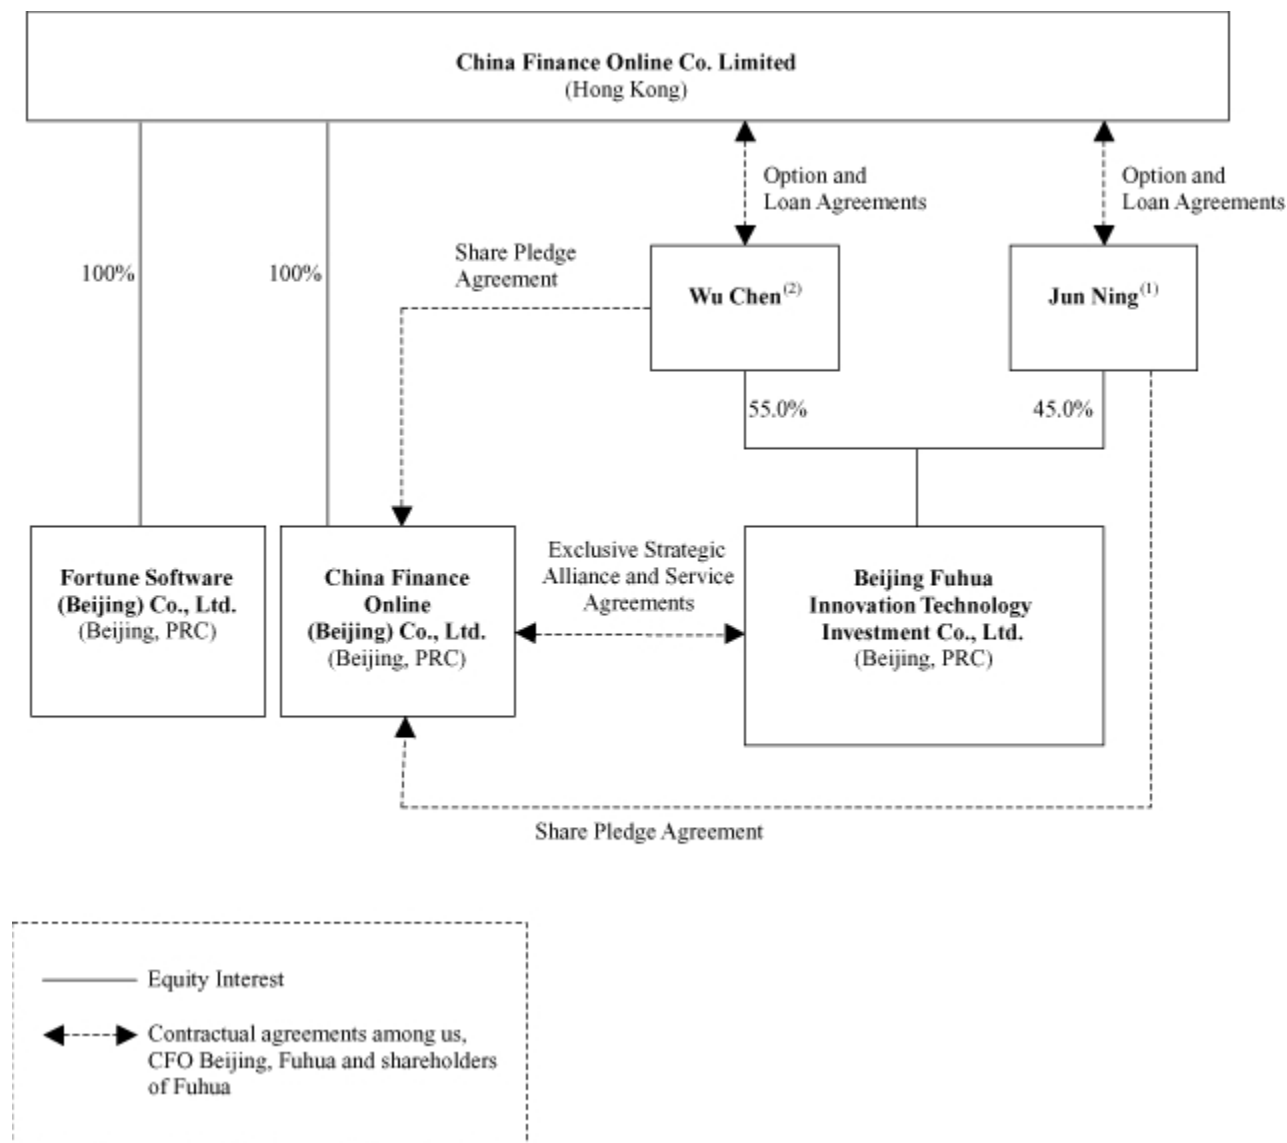 China Finance Online Co. Limited
(Hong Kong)
Option and
Loan Agreements
Option and
Loan Agreements
Share Pledge
Agreement
100%
100%
Wu Chen(2)
Jun Ning(1)
55.0%
45.0%
Fortune Software
(Beijing) Co., Ltd.
(Beijing, PRC)
China Finance
Online
(Beijing) Co., Ltd.
(Beijing, PRC)
Exclusive Strategic
Alliance and Service
Agreements
Beijing Fuhua
Innovation Technology
Investment Co., Ltd.
(Beijing, PRC)
Share Pledge Agreement
Equity Interest
Contractual agreements among us,
CFO Beijing, Fuhua and shareholders
of Fuhua